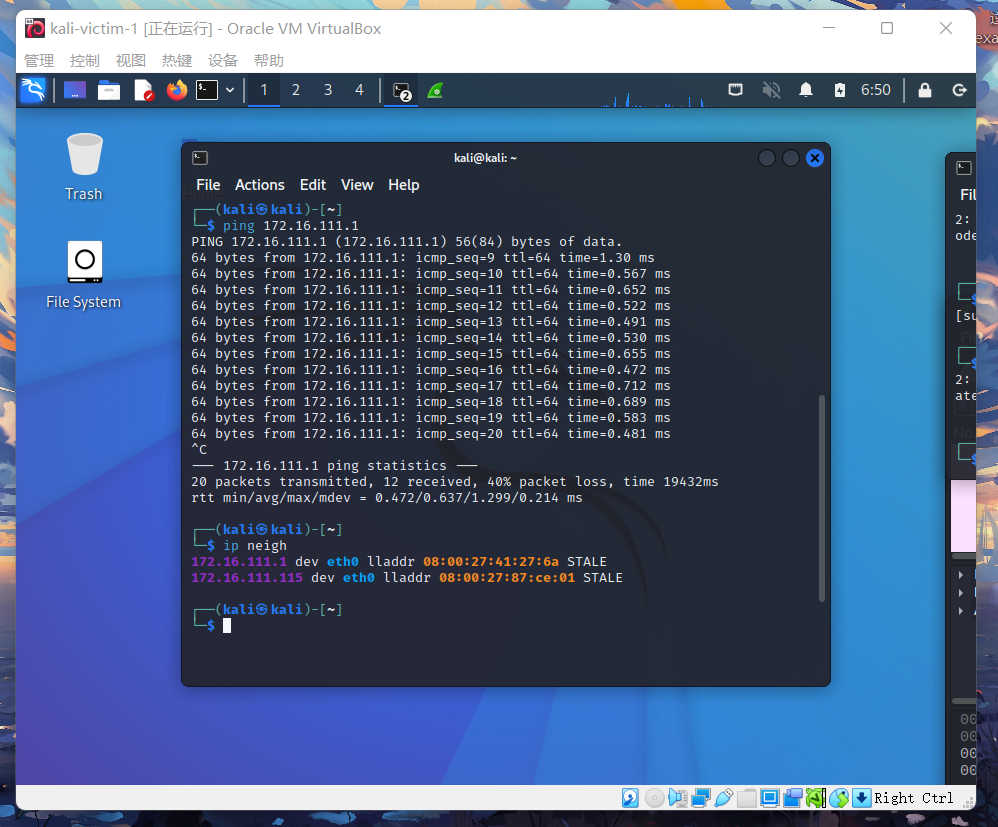 kali-victim-1 [正在运行] - Oracle VM VirtualBox
管理 控制 视图 热键 设备 帮助
1 2 3 4 2 6:50
Trash
File System
kali@kali: ~
File Actions Edit View Help
┌──(kali㉿kali)-[~]
└─$ ping 172.16.111.1
PING 172.16.111.1 (172.16.111.1) 56(84) bytes of data.
64 bytes from 172.16.111.1: icmp_seq=9 ttl=64 time=1.30 ms
64 bytes from 172.16.111.1: icmp_seq=10 ttl=64 time=0.567 ms
64 bytes from 172.16.111.1: icmp_seq=11 ttl=64 time=0.652 ms
64 bytes from 172.16.111.1: icmp_seq=12 ttl=64 time=0.522 ms
64 bytes from 172.16.111.1: icmp_seq=13 ttl=64 time=0.491 ms
64 bytes from 172.16.111.1: icmp_seq=14 ttl=64 time=0.530 ms
64 bytes from 172.16.111.1: icmp_seq=15 ttl=64 time=0.655 ms
64 bytes from 172.16.111.1: icmp_seq=16 ttl=64 time=0.472 ms
64 bytes from 172.16.111.1: icmp_seq=17 ttl=64 time=0.712 ms
64 bytes from 172.16.111.1: icmp_seq=18 ttl=64 time=0.689 ms
64 bytes from 172.16.111.1: icmp_seq=19 ttl=64 time=0.583 ms
64 bytes from 172.16.111.1: icmp_seq=20 ttl=64 time=0.481 ms
^C
--- 172.16.111.1 ping statistics ---
20 packets transmitted, 12 received, 40% packet loss, time 19432ms
rtt min/avg/max/mdev = 0.472/0.637/1.299/0.214 ms
┌──(kali㉿kali)-[~]
└─$ ip neigh
172.16.111.1 dev eth0 lladdr 08:00:27:41:27:6a STALE
172.16.111.115 dev eth0 lladdr 08:00:27:87:ce:01 STALE
┌──(kali㉿kali)-[~]
└─$
Fil
2:
ode
[su
2:
ate
00
00
00
00
Right Ctrl